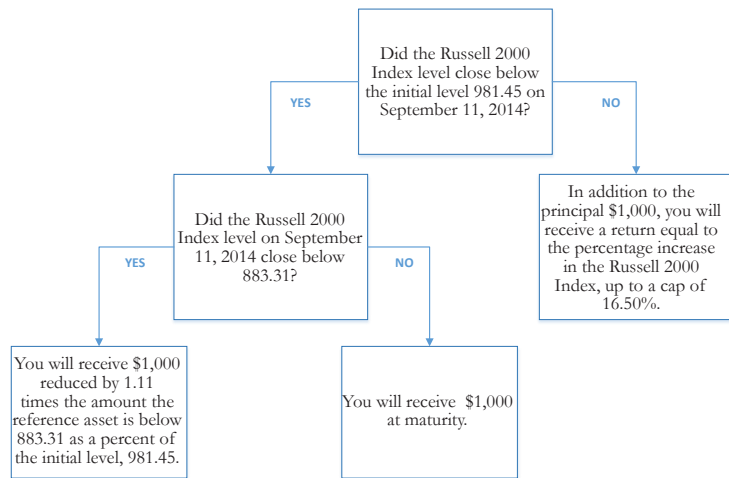 Did the Russell 2000
Index level close below
the initial level 981.45 on
September 11, 2014?
YES
NO
Did the Russell 2000
Index level on September
11, 2014 close below
883.31?
In addition to the
principal $1,000, you will
receive a return equal to
the percentage increase
in the Russell 2000
Index, up to a cap of
16.50%.
YES
NO
You will receive $1,000
reduced by 1.11
times the amount the
reference asset is below
883.31 as a percent of
the initial level, 981.45.
You will receive $1,000
at maturity.